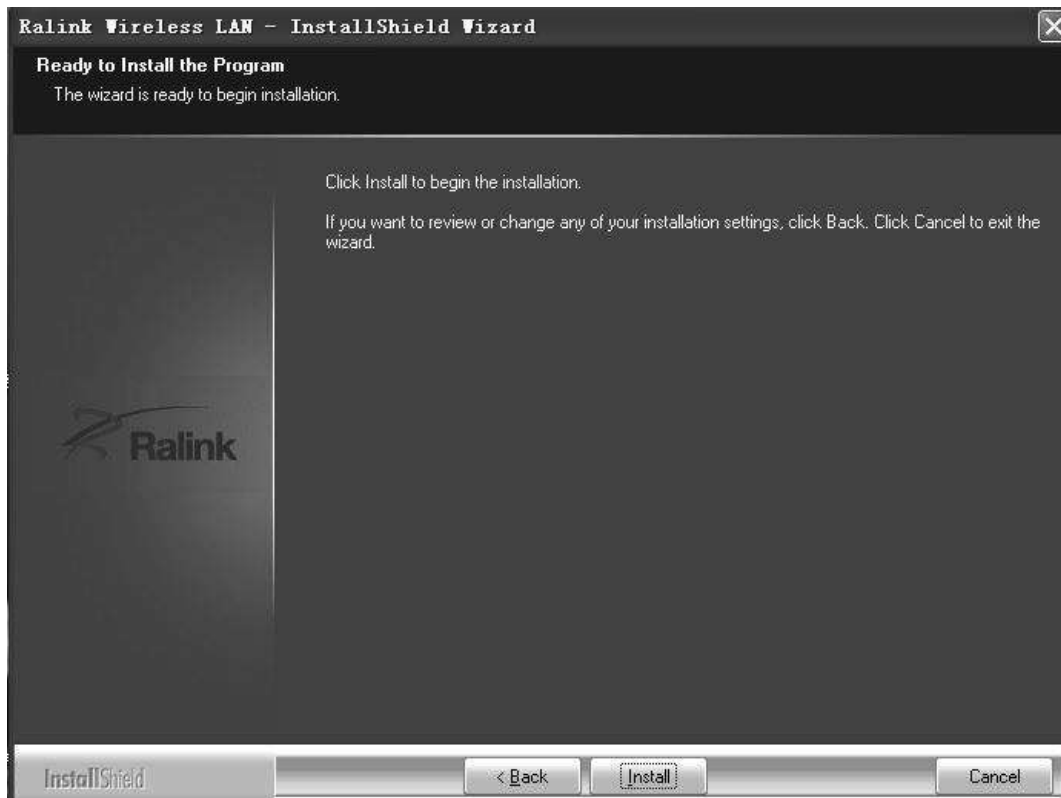 Ralink Wireless LAN - InstallShield Wizard
Ready to Install the Program
The wizard is ready to begin installation.
Click Install to begin the installation.
If you want to review or change any of your installation settings, click Back. Click Cancel to exit the
wizard.
Ralink
InstallShield
< Back
Install
Cancel